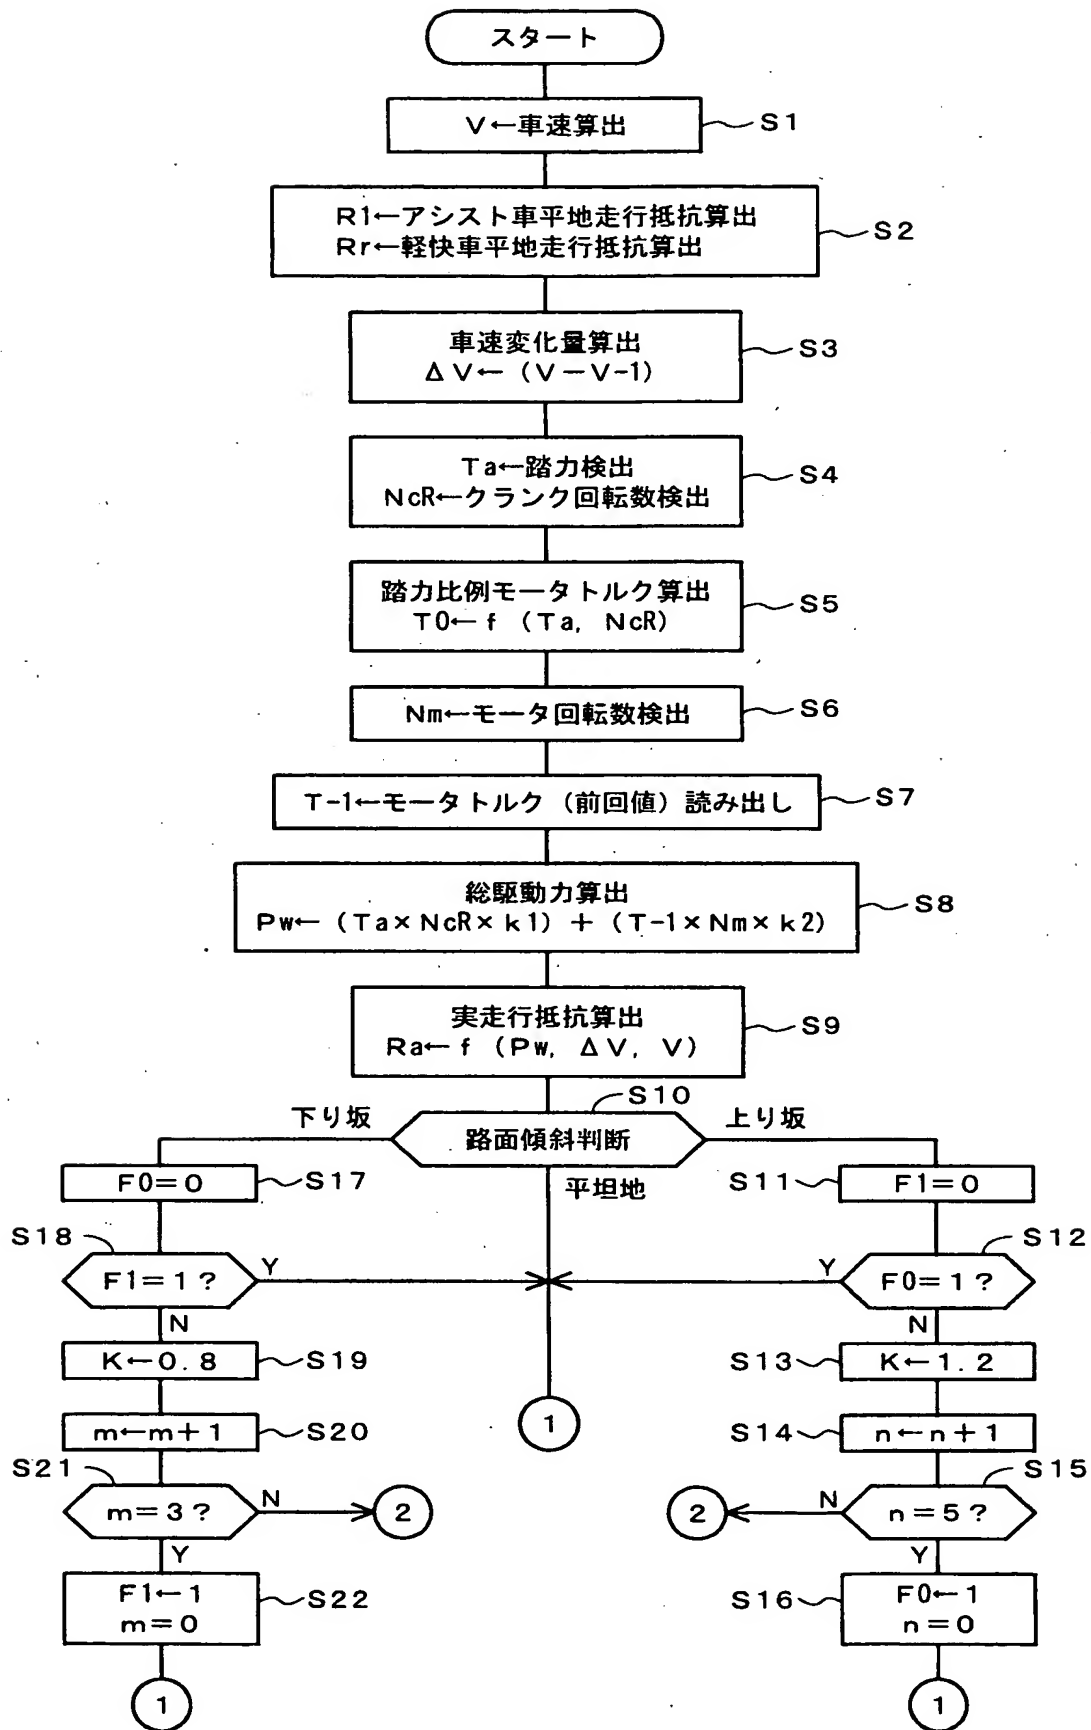 スタート
V←車速算出
S1
R1←アシスト車平地走行抵抗算出
Rr←軽快車平地走行抵抗算出
S2
車速変化量算出
ΔV←(V－V-1)
S3
Ta←踏力検出
NcR←クランク回転数検出
S4
踏力比例モータトルク算出
T0←f (Ta, NcR)
S5
Nm←モータ回転数検出
S6
T-1←モータトルク(前回値)読み出し
S7
総駆動力算出
Pw←(Ta×NcR×k1)＋(T-1×Nm×k2)
S8
実走行抵抗算出
Ra←f (Pw, ΔV, V)
S9
S10
下り坂
路面傾斜判断
上り坂
平坦地
F0=0
S17
S11
F1=0
S18
F1=1?
Y
N
S12
F0=1?
Y
N
K←0.8
S19
S13
K←1.2
m←m+1
S20
1
S14
n←n+1
S21
m=3?
N
2
Y
S15
n=5?
N
2
Y
F1←1
m=0
S22
S16
F0←1
n=0
1
1